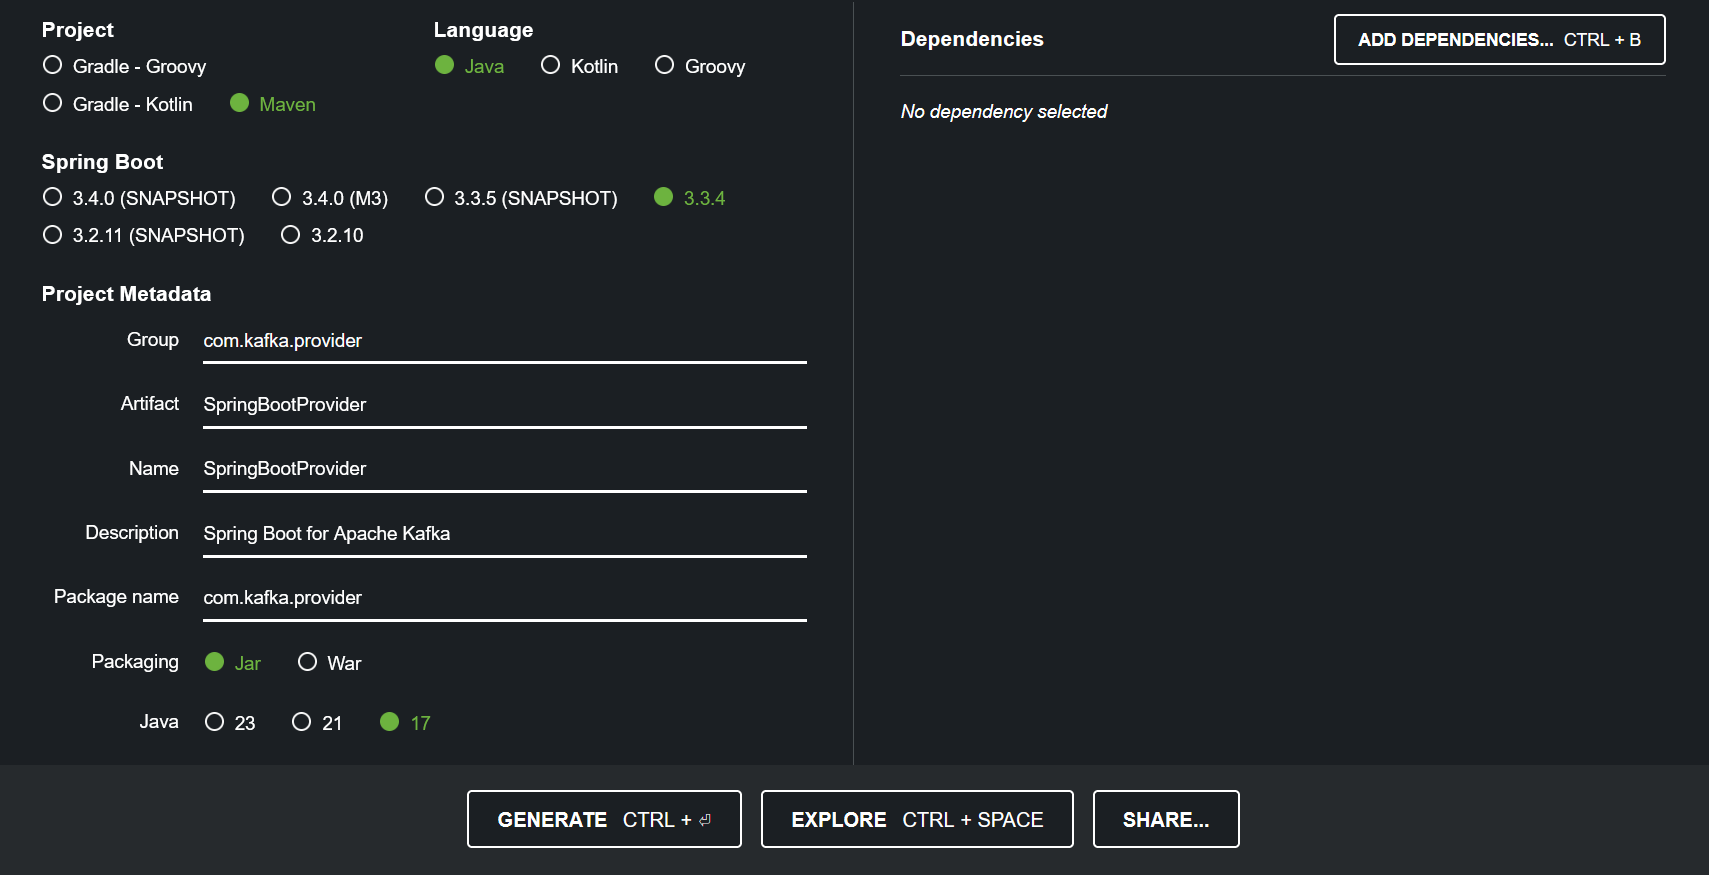 Project
Gradle - Groovy
Gradle - Kotlin Maven
Language
Java Kotlin Groovy
Spring Boot
3.4.0 (SNAPSHOT) 3.4.0 (M3) 3.3.5 (SNAPSHOT) 3.3.4
3.2.11 (SNAPSHOT) 3.2.10
Project Metadata
Group com.kafka.provider
Artifact SpringBootProvider
Name SpringBootProvider
Description Spring Boot for Apache Kafka
Package name com.kafka.provider
Packaging Jar War
Java 23 21 17
Dependencies ADD DEPENDENCIES... CTRL + B
No dependency selected
GENERATE CTRL + ⏎ EXPLORE CTRL + SPACE SHARE...